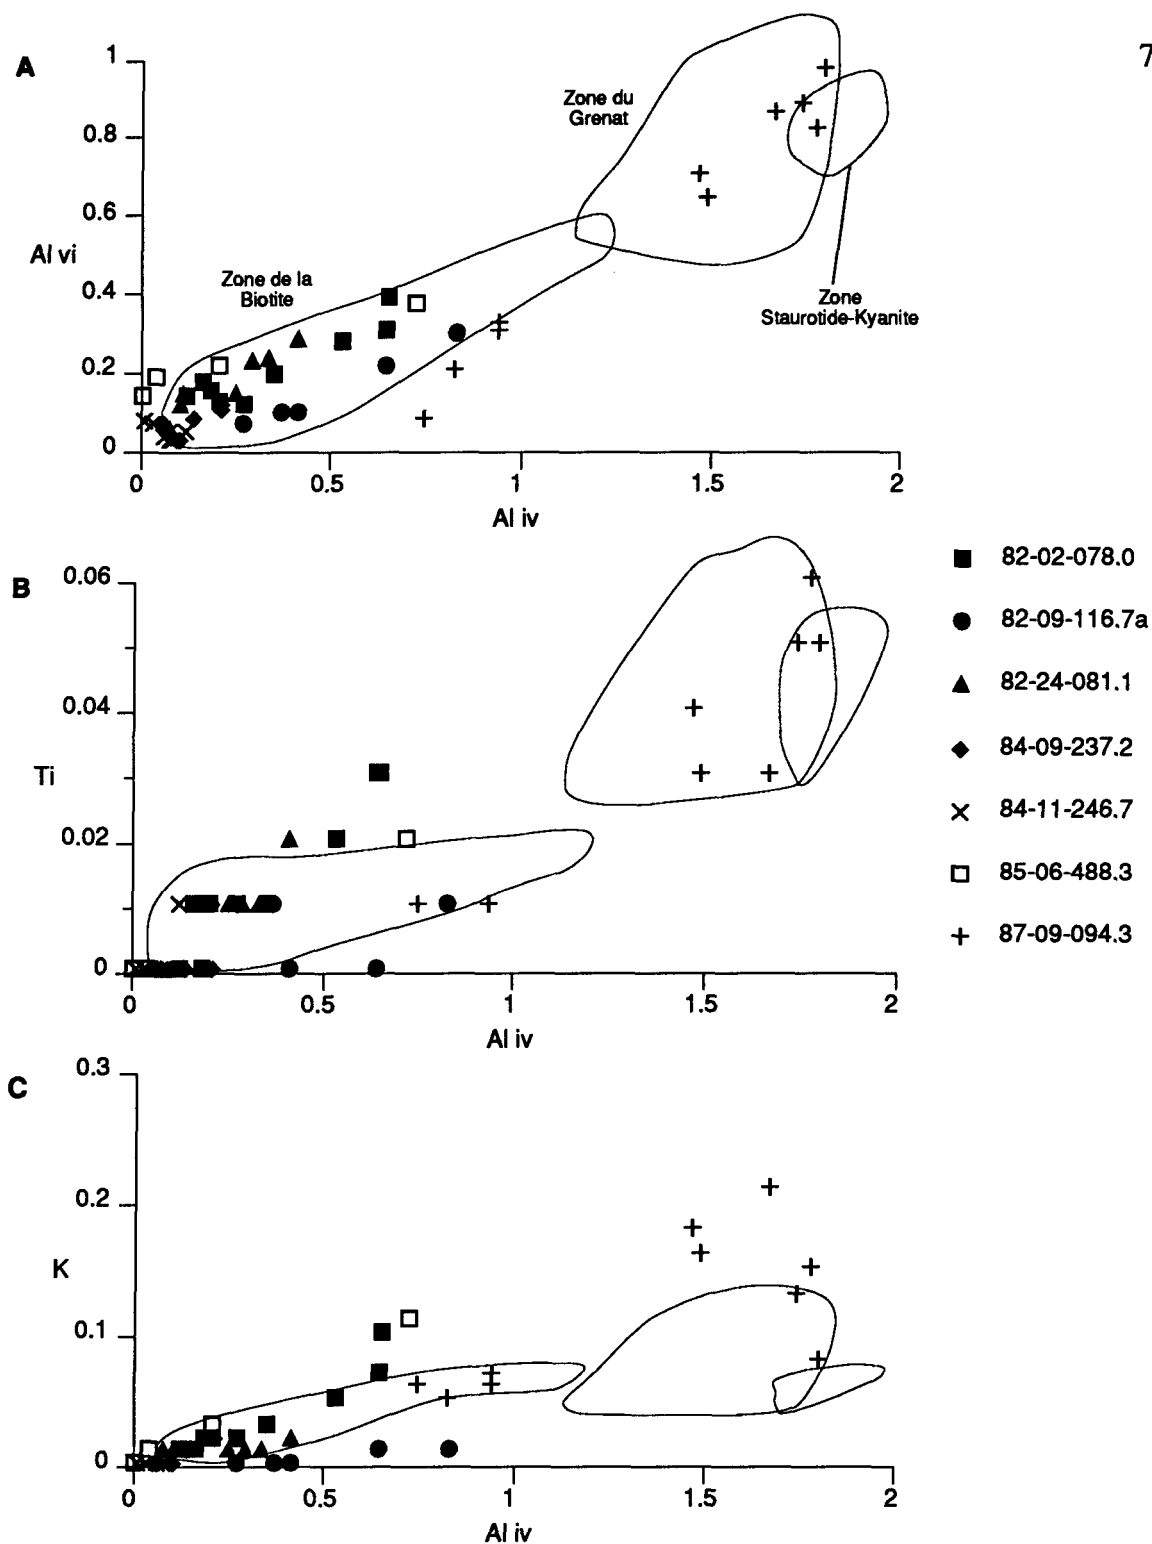 7
A
1
0.8
0.6
Al vi
0.4
0.2
0
Zone du
Grenat
Zone de la
Biotite
Zone
Staurotide-Kyanite
0
0.5
1
1.5
2
Al iv
B
0.06
0.04
Ti
0.02
0
0
0.5
1
1.5
2
Al iv
82-02-078.0
82-09-116.7a
82-24-081.1
84-09-237.2
84-11-246.7
85-06-488.3
87-09-094.3
C
0.3
0.2
K
0.1
0
0
0.5
1
1.5
2
Al iv